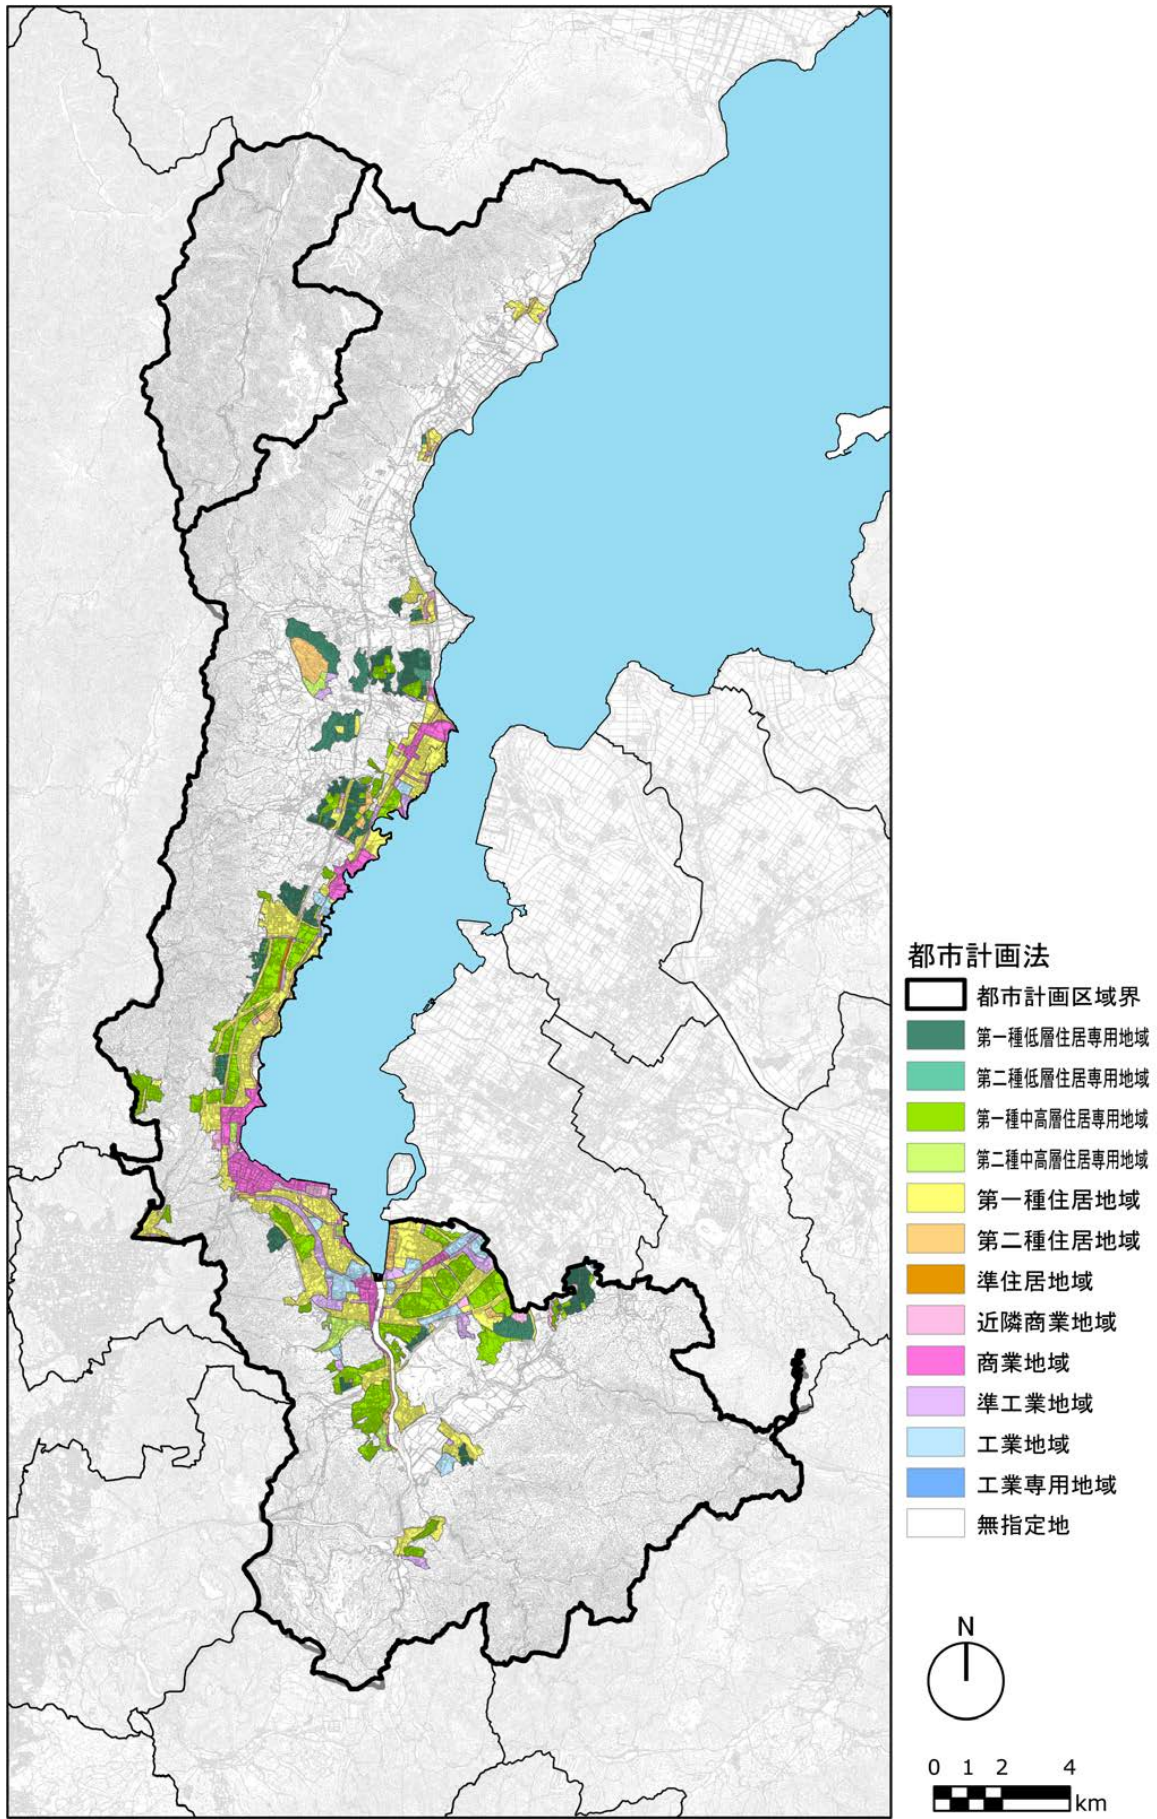 都市計画法
都市計画区域界
第一種低層住居専用地域
第二種低層住居専用地域
第一種中高層住居専用地域
第二種中高層住居専用地域
第一種住居地域
第二種住居地域
準住居地域
近隣商業地域
商業地域
準工業地域
工業地域
工業専用地域
無指定地
N
0 1 2 4
km